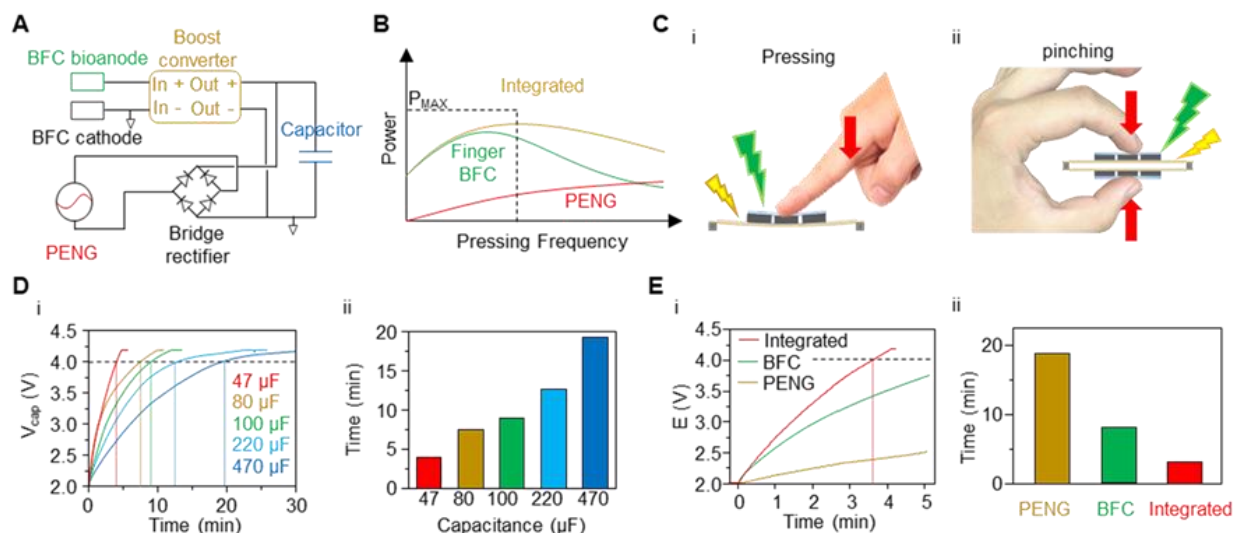 A
BFC bioanode
Boost
converter
In + Out +
In - Out -
BFC cathode
Capacitor
PENG
Bridge
rectifier
B
Power
PMAX
Integrated
Finger
BFC
PENG
Pressing Frequency
C
i
Pressing
ii
pinching
D
i
Vcap (V)
4.5
4.0
3.5
3.0
2.5
2.0
47 µF
80 µF
100 µF
220 µF
470 µF
0 10 20 30
Time (min)
ii
Time (min)
20
15
10
5
0
47 80 100 220 470
Capacitance (µF)
E
i
E (V)
4.5
4.0
3.5
3.0
2.5
2.0
Integrated
BFC
PENG
0 1 2 3 4 5
Time (min)
ii
Time (min)
20
10
0
PENG BFC Integrated